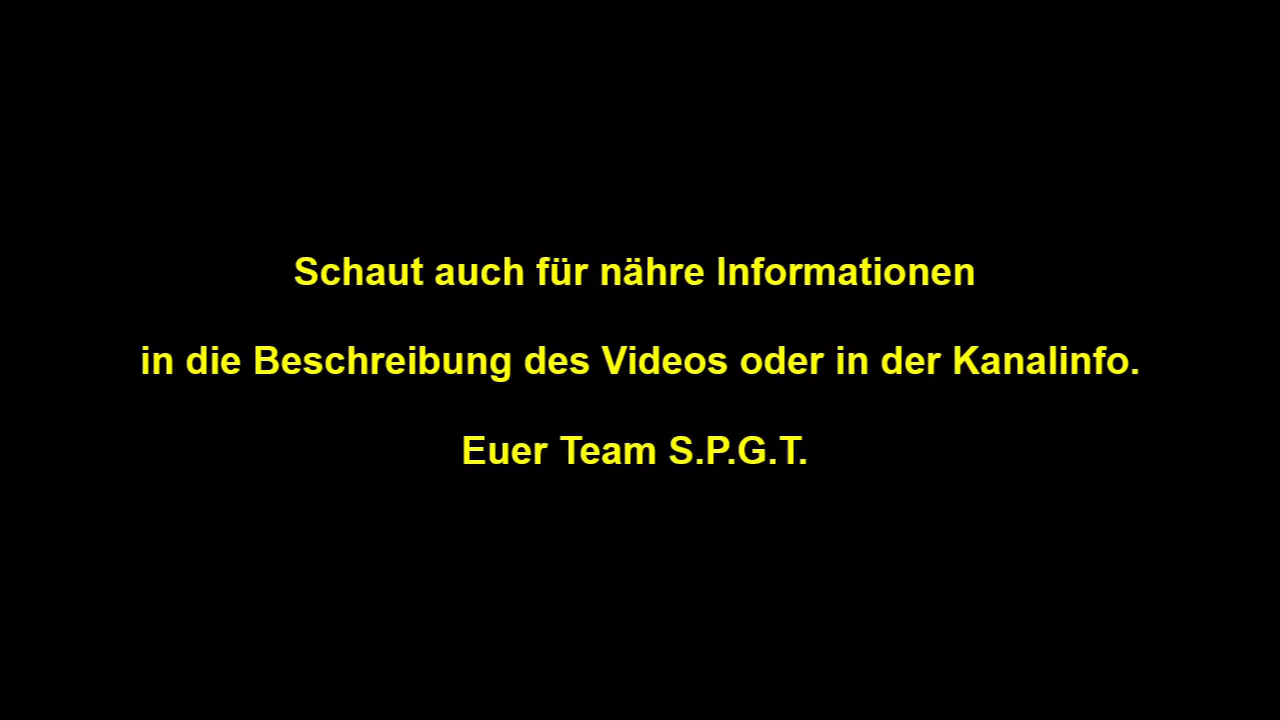 Schaut auch für nähre Informationen
in die Beschreibung des Videos oder in der Kanalinfo.
Euer Team S.P.G.T.